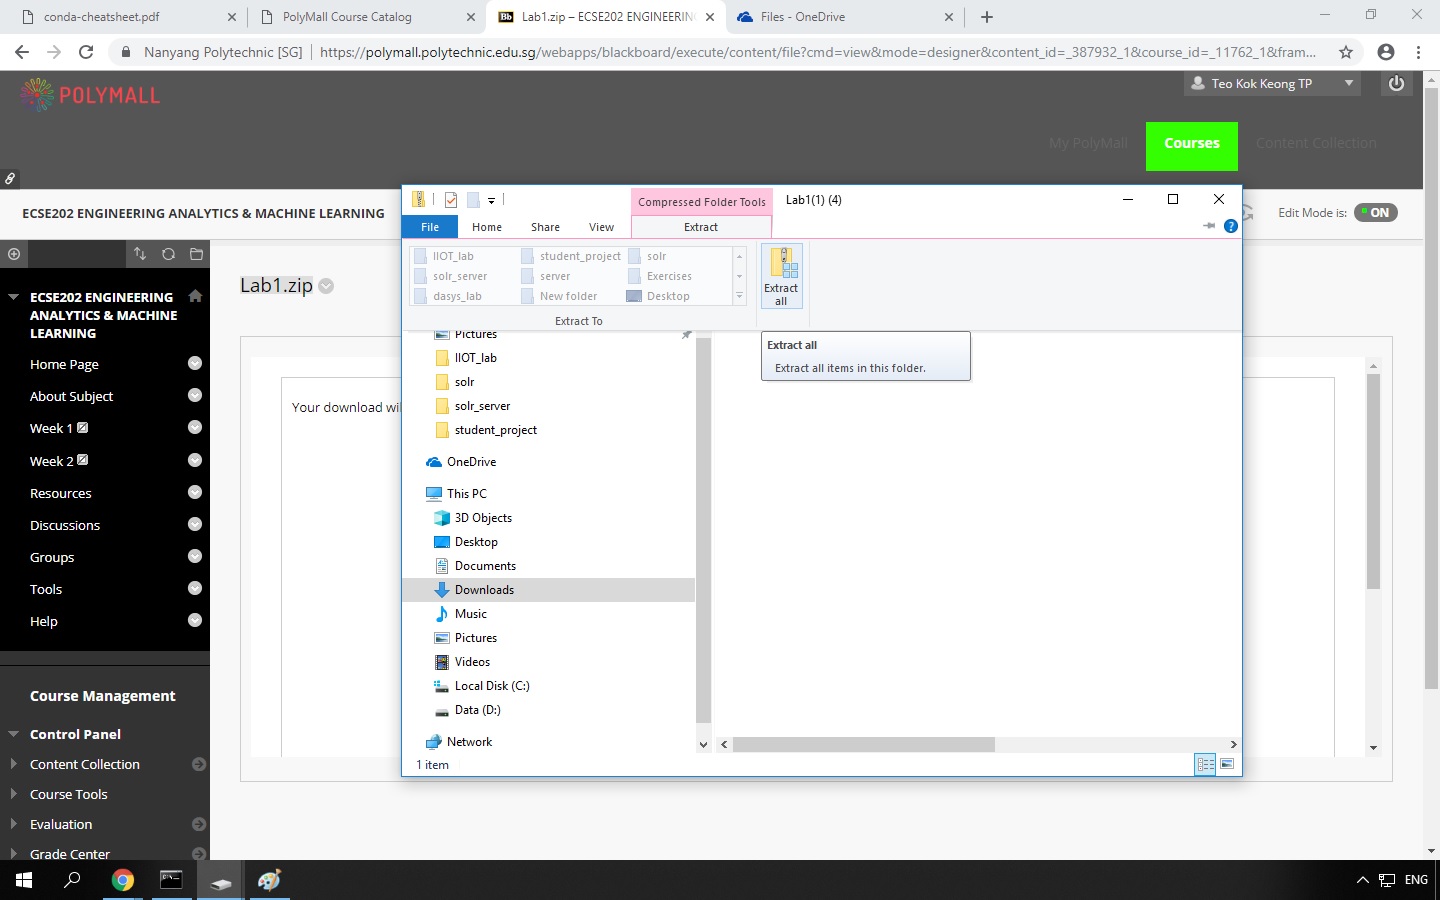 conda-cheatsheet.pdf
PolyMall Course Catalog
Lab1.zip – ECSE202 ENGINEERING
Files - OneDrive
Nanyang Polytechnic [SG]
https://polymall.polytechnic.edu.sg/webapps/blackboard/execute/content/file?cmd=view&mode=designer&content_id=_387932_1&course_id=_11762_1&fram...
POLYMALL
Teo Kok Keong TP
My PolyMall
Courses
Content Collection
ECSE202 ENGINEERING ANALYTICS & MACHINE LEARNING
Edit Mode is:
ON
ECSE202 ENGINEERING
ANALYTICS & MACHINE
LEARNING
Home Page
About Subject
Week 1
Week 2
Resources
Discussions
Groups
Tools
Help
Course Management
Control Panel
Content Collection
Course Tools
Evaluation
Grade Center
Lab1.zip
Your download wil
Compressed Folder Tools
Lab1(1) (4)
File
Home
Share
View
Extract
IIOT_lab
student_project
solr
solr_server
server
Exercises
dasys_lab
New folder
Desktop
Extract To
Extract
all
Extract all
Extract all items in this folder.
Pictures
IIOT_lab
solr
solr_server
student_project
OneDrive
This PC
3D Objects
Desktop
Documents
Downloads
Music
Pictures
Videos
Local Disk (C:)
Data (D:)
Network
1 item
ENG